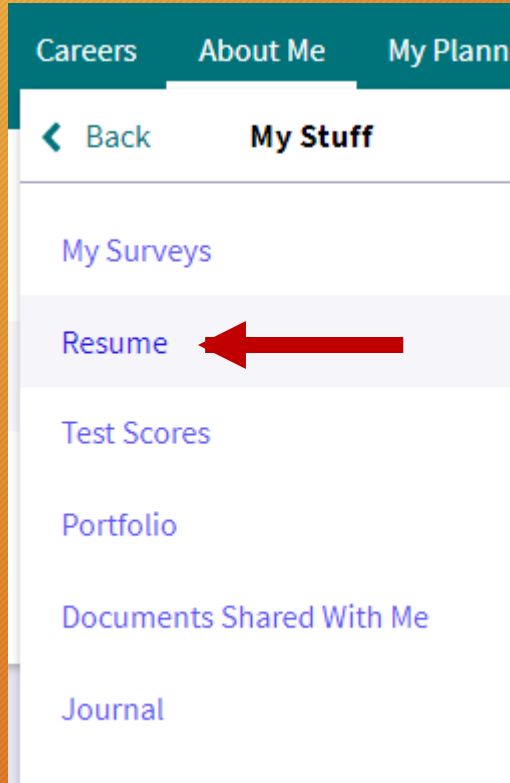 Careers About Me My Plann
Back My Stuff
My Surveys
Resume
Test Scores
Portfolio
Documents Shared With Me
Journal